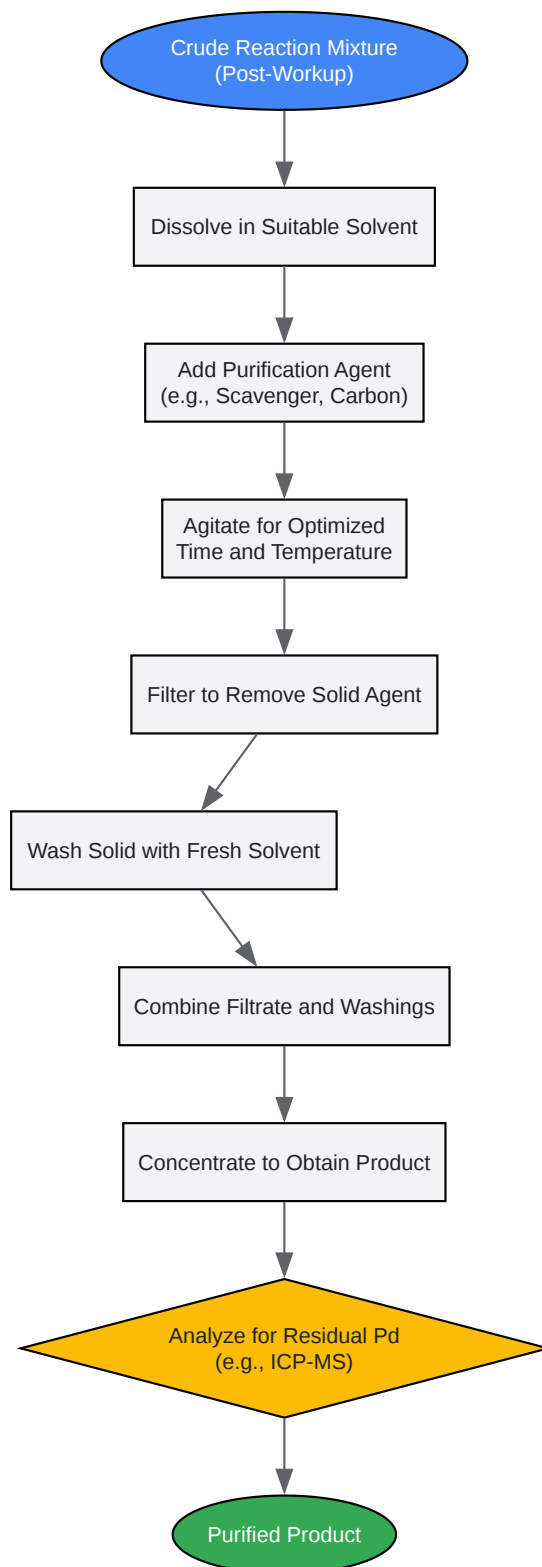 Crude Reaction Mixture
(Post-Workup)
Dissolve in Suitable Solvent
Add Purification Agent
(e.g., Scavenger, Carbon)
Agitate for Optimized
Time and Temperature
Filter to Remove Solid Agent
Wash Solid with Fresh Solvent
Combine Filtrate and Washings
Concentrate to Obtain Product
Analyze for Residual Pd
(e.g., ICP-MS)
Purified Product